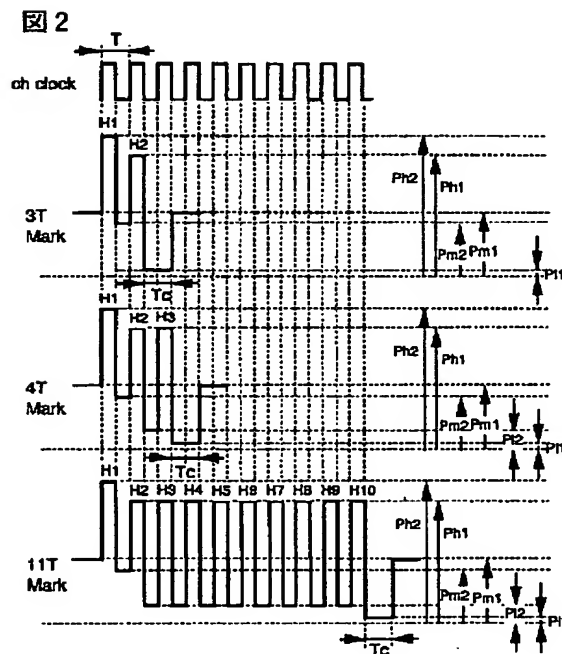 図2
T
ch clock
H1
H2
Ph2
Ph1
3T
Mark
Pm2
Pm1
Pl1
Tc
H1
H2 H3
Ph2
Ph1
4T
Mark
Pm2
Pm1
Pl2
Pl1
Tc
H1
H2 H3 H4 H5 H6 H7 H8 H9 H10
Ph2
Ph1
11T
Mark
Pm2
Pm1
Pl2
Pl1
Tc